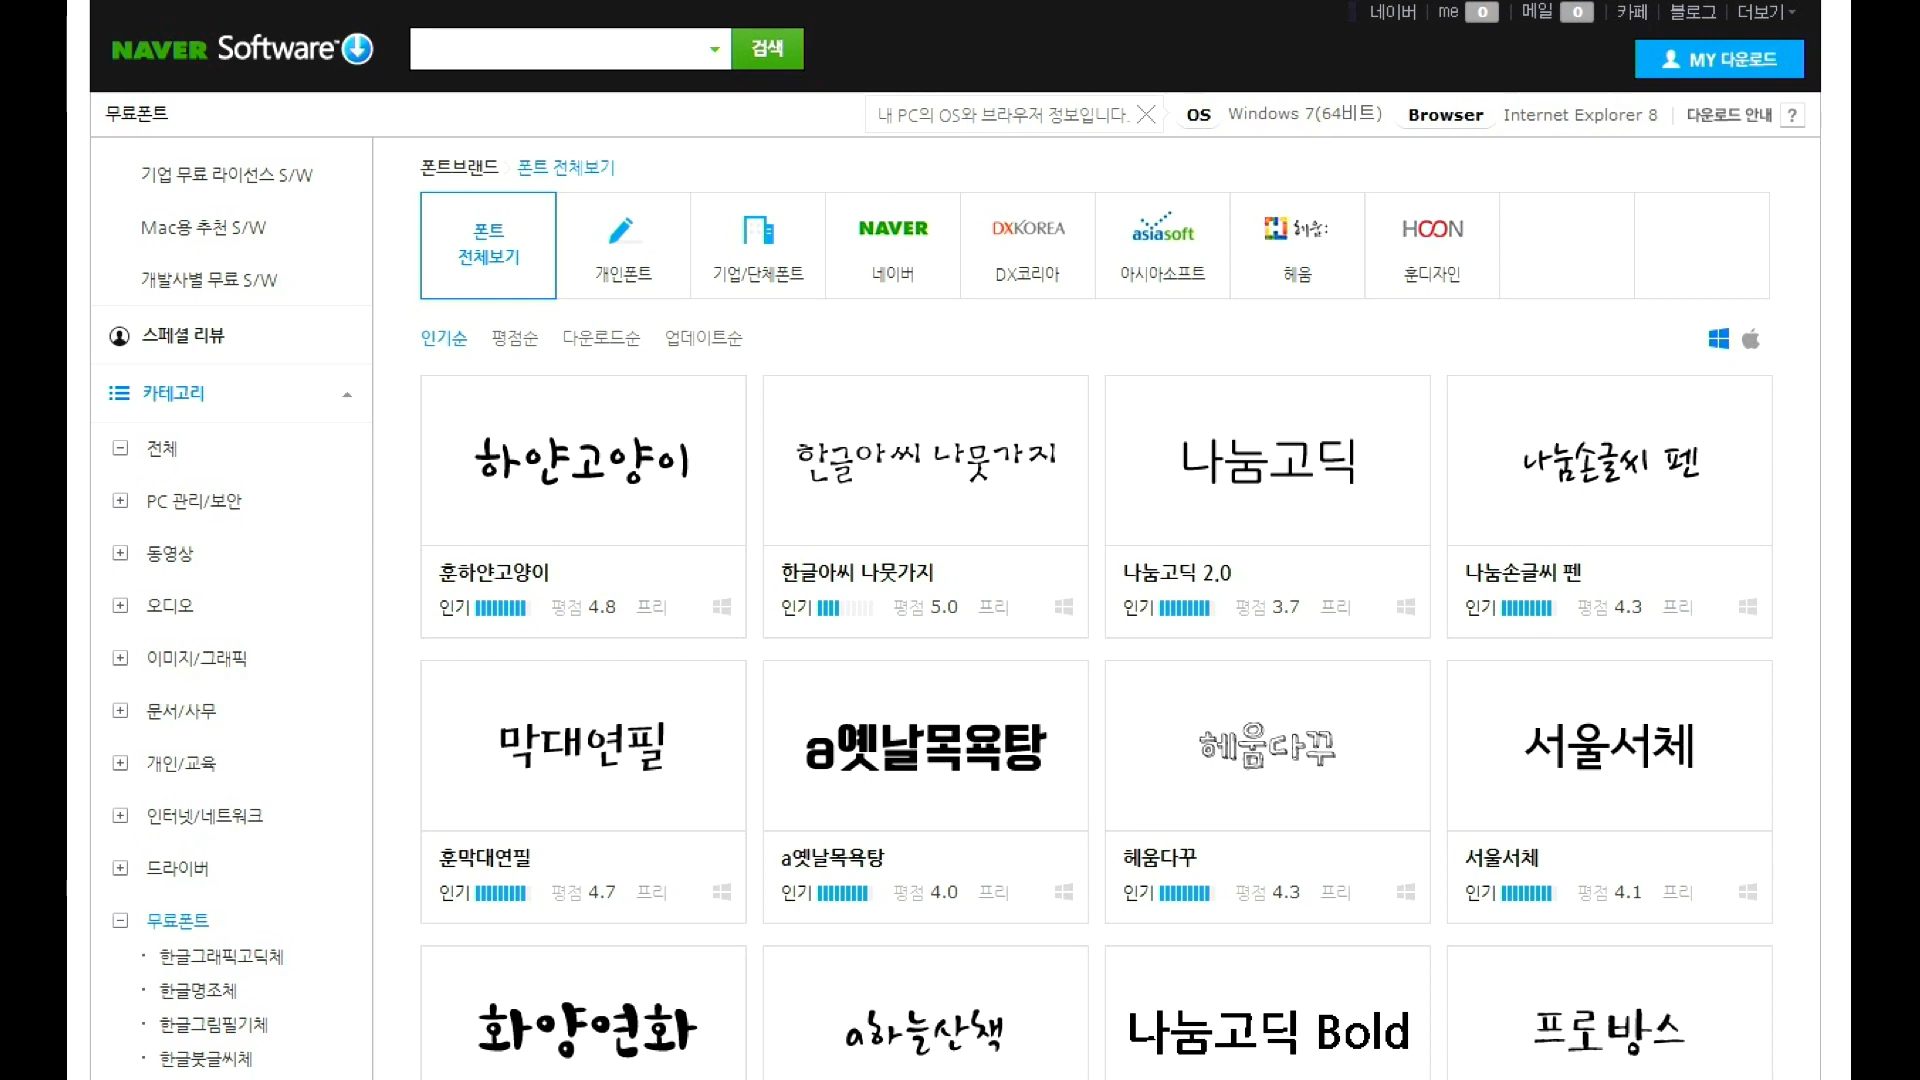 네이버 me 0 메일 0 카페 블로그 더보기
NAVER Software 검색
MY 다운로드
무료폰트
내 PC의 OS와 브라우저 정보입니다. OS Windows 7(64비트) Browser Internet Explorer 8 다운로드 안내 ?
기업 무료 라이선스 S/W
Mac용 추천 S/W
개발사별 무료 S/W
스페셜 리뷰
카테고리
전체
PC 관리/보안
동영상
오디오
이미지/그래픽
문서/사무
개인/교육
인터넷/네트워크
드라이버
무료폰트
한글그래픽고딕체
한글명조체
한글그림필기체
한글붓글씨체
폰트브랜드 폰트 전체보기
폰트
전체보기
개인폰트
기업/단체폰트
NAVER
네이버
DXKOREA
DX코리아
asiasoft
아시아소프트
헤움:
헤움
HOON
훈디자인
인기순 평점순 다운로드순 업데이트순
하얀고양이 한글아씨 나뭇가지 나눔고딕 나눔손글씨 펜
훈하얀고양이 한글아씨 나뭇가지 나눔고딕 2.0 나눔손글씨 펜
인기 평점 4.8 프리 인기 평점 5.0 프리 인기 평점 3.7 프리 인기 평점 4.3 프리
막대연필 a옛날목욕탕 헤움다꾸 서울서체
훈막대연필 a옛날목욕탕 헤움다꾸 서울서체
인기 평점 4.7 프리 인기 평점 4.0 프리 인기 평점 4.3 프리 인기 평점 4.1 프리
화양연화 a하늘산책 나눔고딕 Bold 프로방스